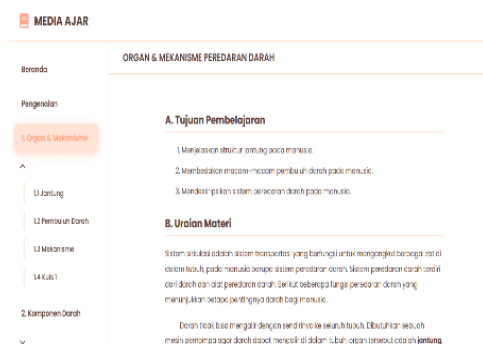 MEDIA AJAR
ORGAN & MEKANISME PEREDARAN DARAH
Beranda
Pengenalan
1. Organ & Mekanisme
1.1 Jantung
1.2 Pembuluh Darah
1.3 Mekanisme
1.4 Kuis 1
2. Komponen Darah
A. Tujuan Pembelajaran
1. Menjelaskan struktur jantung pada manusia.
2. Membedakan macam-macam pembuluh darah pada manusia.
3. Mendeskripsikan sistem peredaran darah pada manusia.
B. Uraian Materi
Sistem sirkulasi adalah sistem transportasi yang berfungsi untuk mengangkut berbagai zat di
dalam tubuh, pada manusia berupa sistem peredaran darah. Sistem peredaran darah terdiri
dari darah dan alat peredaran darah. Berikut beberapa fungsi peredaran darah yang
menunjukkan betapa pentingnya darah bagi manusia.
Darah tidak bisa mengalir dengan sendirinya ke seluruh tubuh. Dibutuhkan sebuah
mesin pemompa agar darah dapat mengalir di dalam tubuh, organ tersebut adalah jantung.